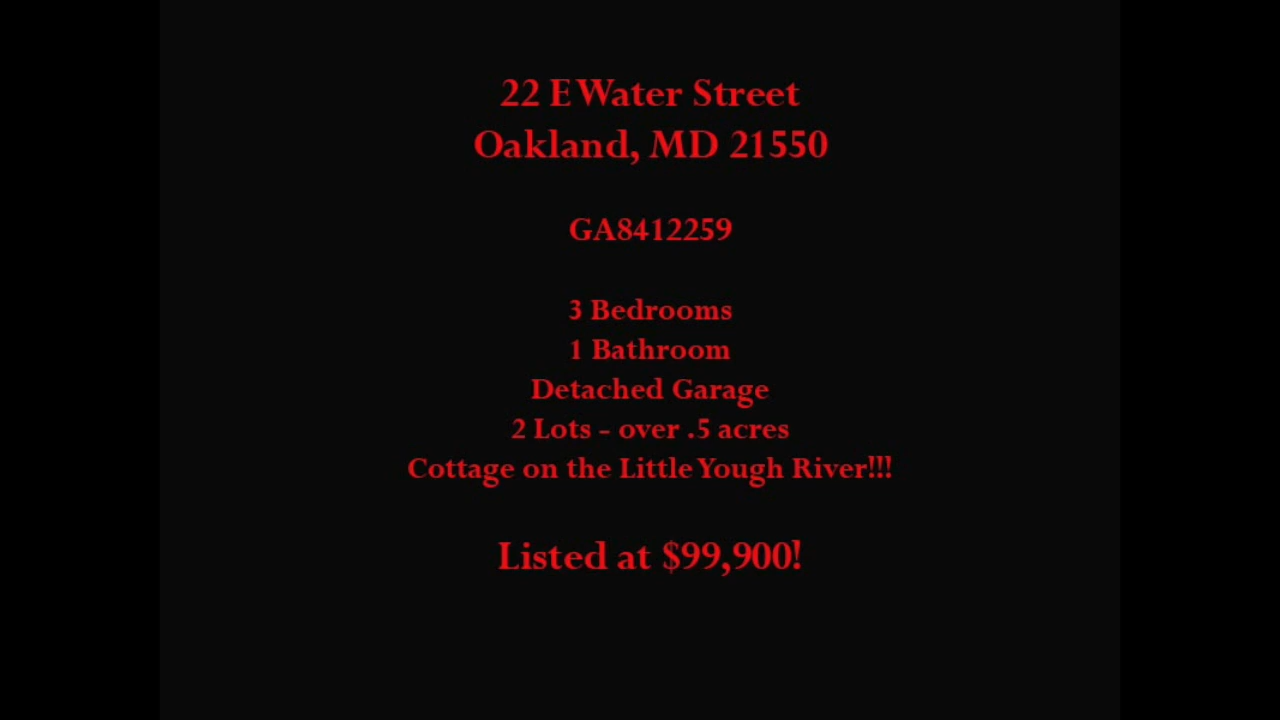 22 E Water Street
Oakland, MD 21550
GA8412259
3 Bedrooms
1 Bathroom
Detached Garage
2 Lots - over .5 acres
Cottage on the Little Yough River!!!
Listed at $99,900!